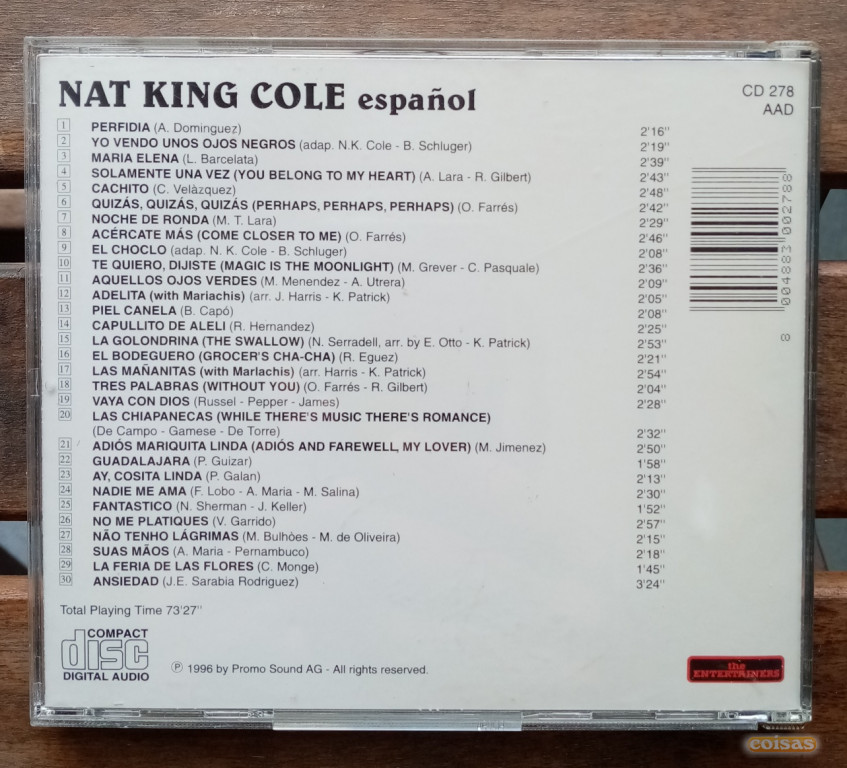 NAT KING COLE español
CD 278
AAD
1 PERFIDIA (A. Dominguez) 2'16"
2 YO VENDO UNOS OJOS NEGROS (adap. N.K. Cole - B. Schluger) 2'19"
3 MARIA ELENA (L. Barcelata) 2'39"
4 SOLAMENTE UNA VEZ (YOU BELONG TO MY HEART) (A. Lara - R. Gilbert) 2'43"
5 CACHITO (C. Velàzquez) 2'48"
6 QUIZÁS, QUIZÁS, QUIZÁS (PERHAPS, PERHAPS, PERHAPS) (O. Farrés) 2'42"
7 NOCHE DE RONDA (M. T. Lara) 2'29"
8 ACÉRCATE MÁS (COME CLOSER TO ME) (O. Farrés) 2'46"
9 EL CHOCLO (adap. N. K. Cole - B. Schluger) 2'08"
10 TE QUIERO, DIJISTE (MAGIC IS THE MOONLIGHT) (M. Grever - C. Pasquale) 2'36"
11 AQUELLOS OJOS VERDES (M. Menendez - A. Utrera) 2'09"
12 ADELITA (with Mariachis) (arr. J. Harris - K. Patrick) 2'05"
13 PIEL CANELA (B. Capó) 2'08"
14 CAPULLITO DE ALELI (R. Hernandez) 2'25"
15 LA GOLONDRINA (THE SWALLOW) (N. Serradell, arr. by E. Otto - K. Patrick) 2'53"
16 EL BODEGUERO (GROCER'S CHA-CHA) (R. Eguez) 2'21"
17 LAS MAÑANITAS (with Marlachis) (arr. Harris - K. Patrick) 2'54"
18 TRES PALABRAS (WITHOUT YOU) (O. Farrés - R. Gilbert) 2'04"
19 VAYA CON DIOS (Russel - Pepper - James) 2'28"
20 LAS CHIAPANECAS (WHILE THERE'S MUSIC THERE'S ROMANCE)
(De Campo - Gamese - De Torre) 2'32"
21 ADIÓS MARIQUITA LINDA (ADIÓS AND FAREWELL, MY LOVER) (M. Jimenez) 2'50"
22 GUADALAJARA (P. Guizar) 1'58"
23 AY, COSITA LINDA (P. Galan) 2'13"
24 NADIE ME AMA (F. Lobo - A. Maria - M. Salina) 2'30"
25 FANTASTICO (N. Sherman - J. Keller) 1'52"
26 NO ME PLATIQUES (V. Garrido) 2'57"
27 NÃO TENHO LÁGRIMAS (M. Bulhòes - M. de Oliveira) 2'15"
28 SUAS MÃOS (A. Maria - Pernambuco) 2'18"
29 LA FERIA DE LAS FLORES (C. Monge) 1'45"
30 ANSIEDAD (J.E. Sarabia Rodriguez) 3'24"
8 004883 002788
Total Playing Time 73'27"
COMPACT
disc
DIGITAL AUDIO
℗ 1996 by Promo Sound AG - All rights reserved.
the
ENTERTAINERS
coisas